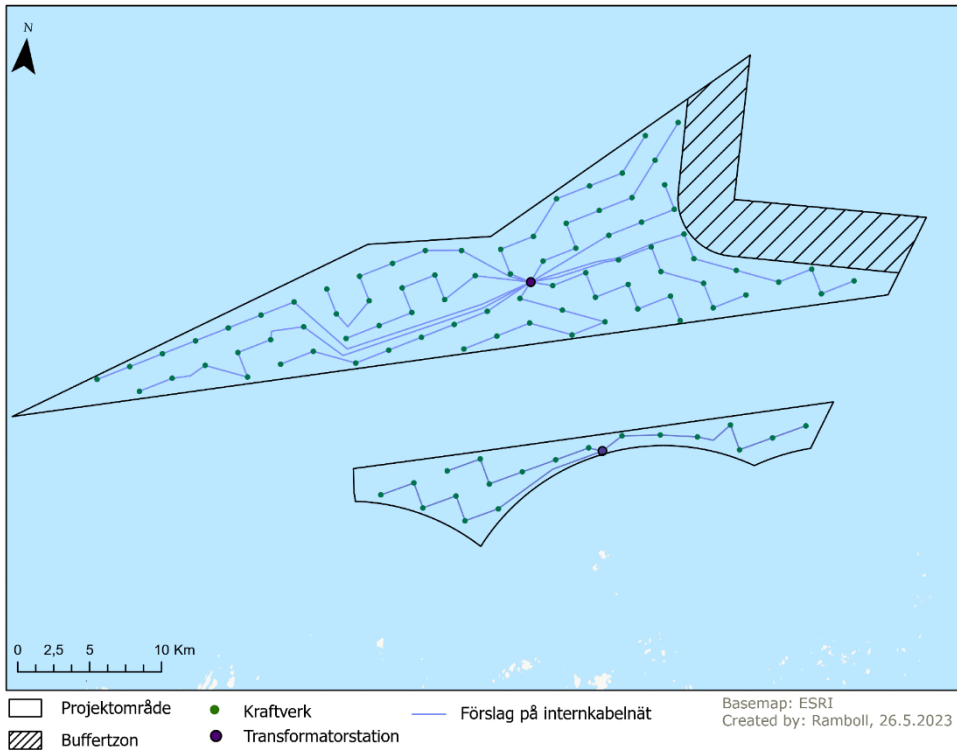 N
0 2,5 5 10 Km
Projektområde
Kraftverk
Förslag på internkabelnät
Buffertzon
Transformatorstation
Basemap: ESRI
Created by: Ramboll, 26.5.2023